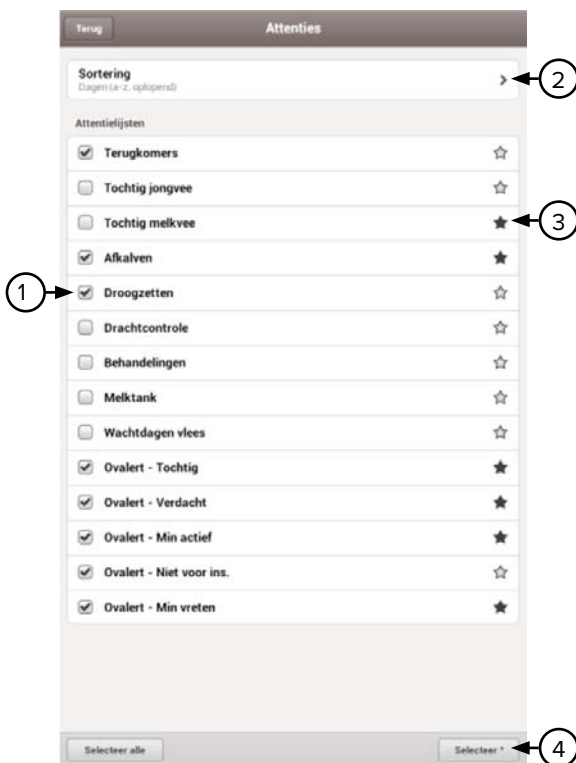 Terug
Attenties
Sortering
Dagen (a-z, oplopend)
2
Attentielijsten
Terugkomers
Tochtig jongvee
Tochtig melkvee
3
Afkalven
1
Droogzetten
Drachtcontrole
Behandelingen
Melktank
Wachtdagen vlees
Ovalert - Tochtig
Ovalert - Verdacht
Ovalert - Min actief
Ovalert - Niet voor ins.
Ovalert - Min vreten
Selecteer alle
Selecteer *
4